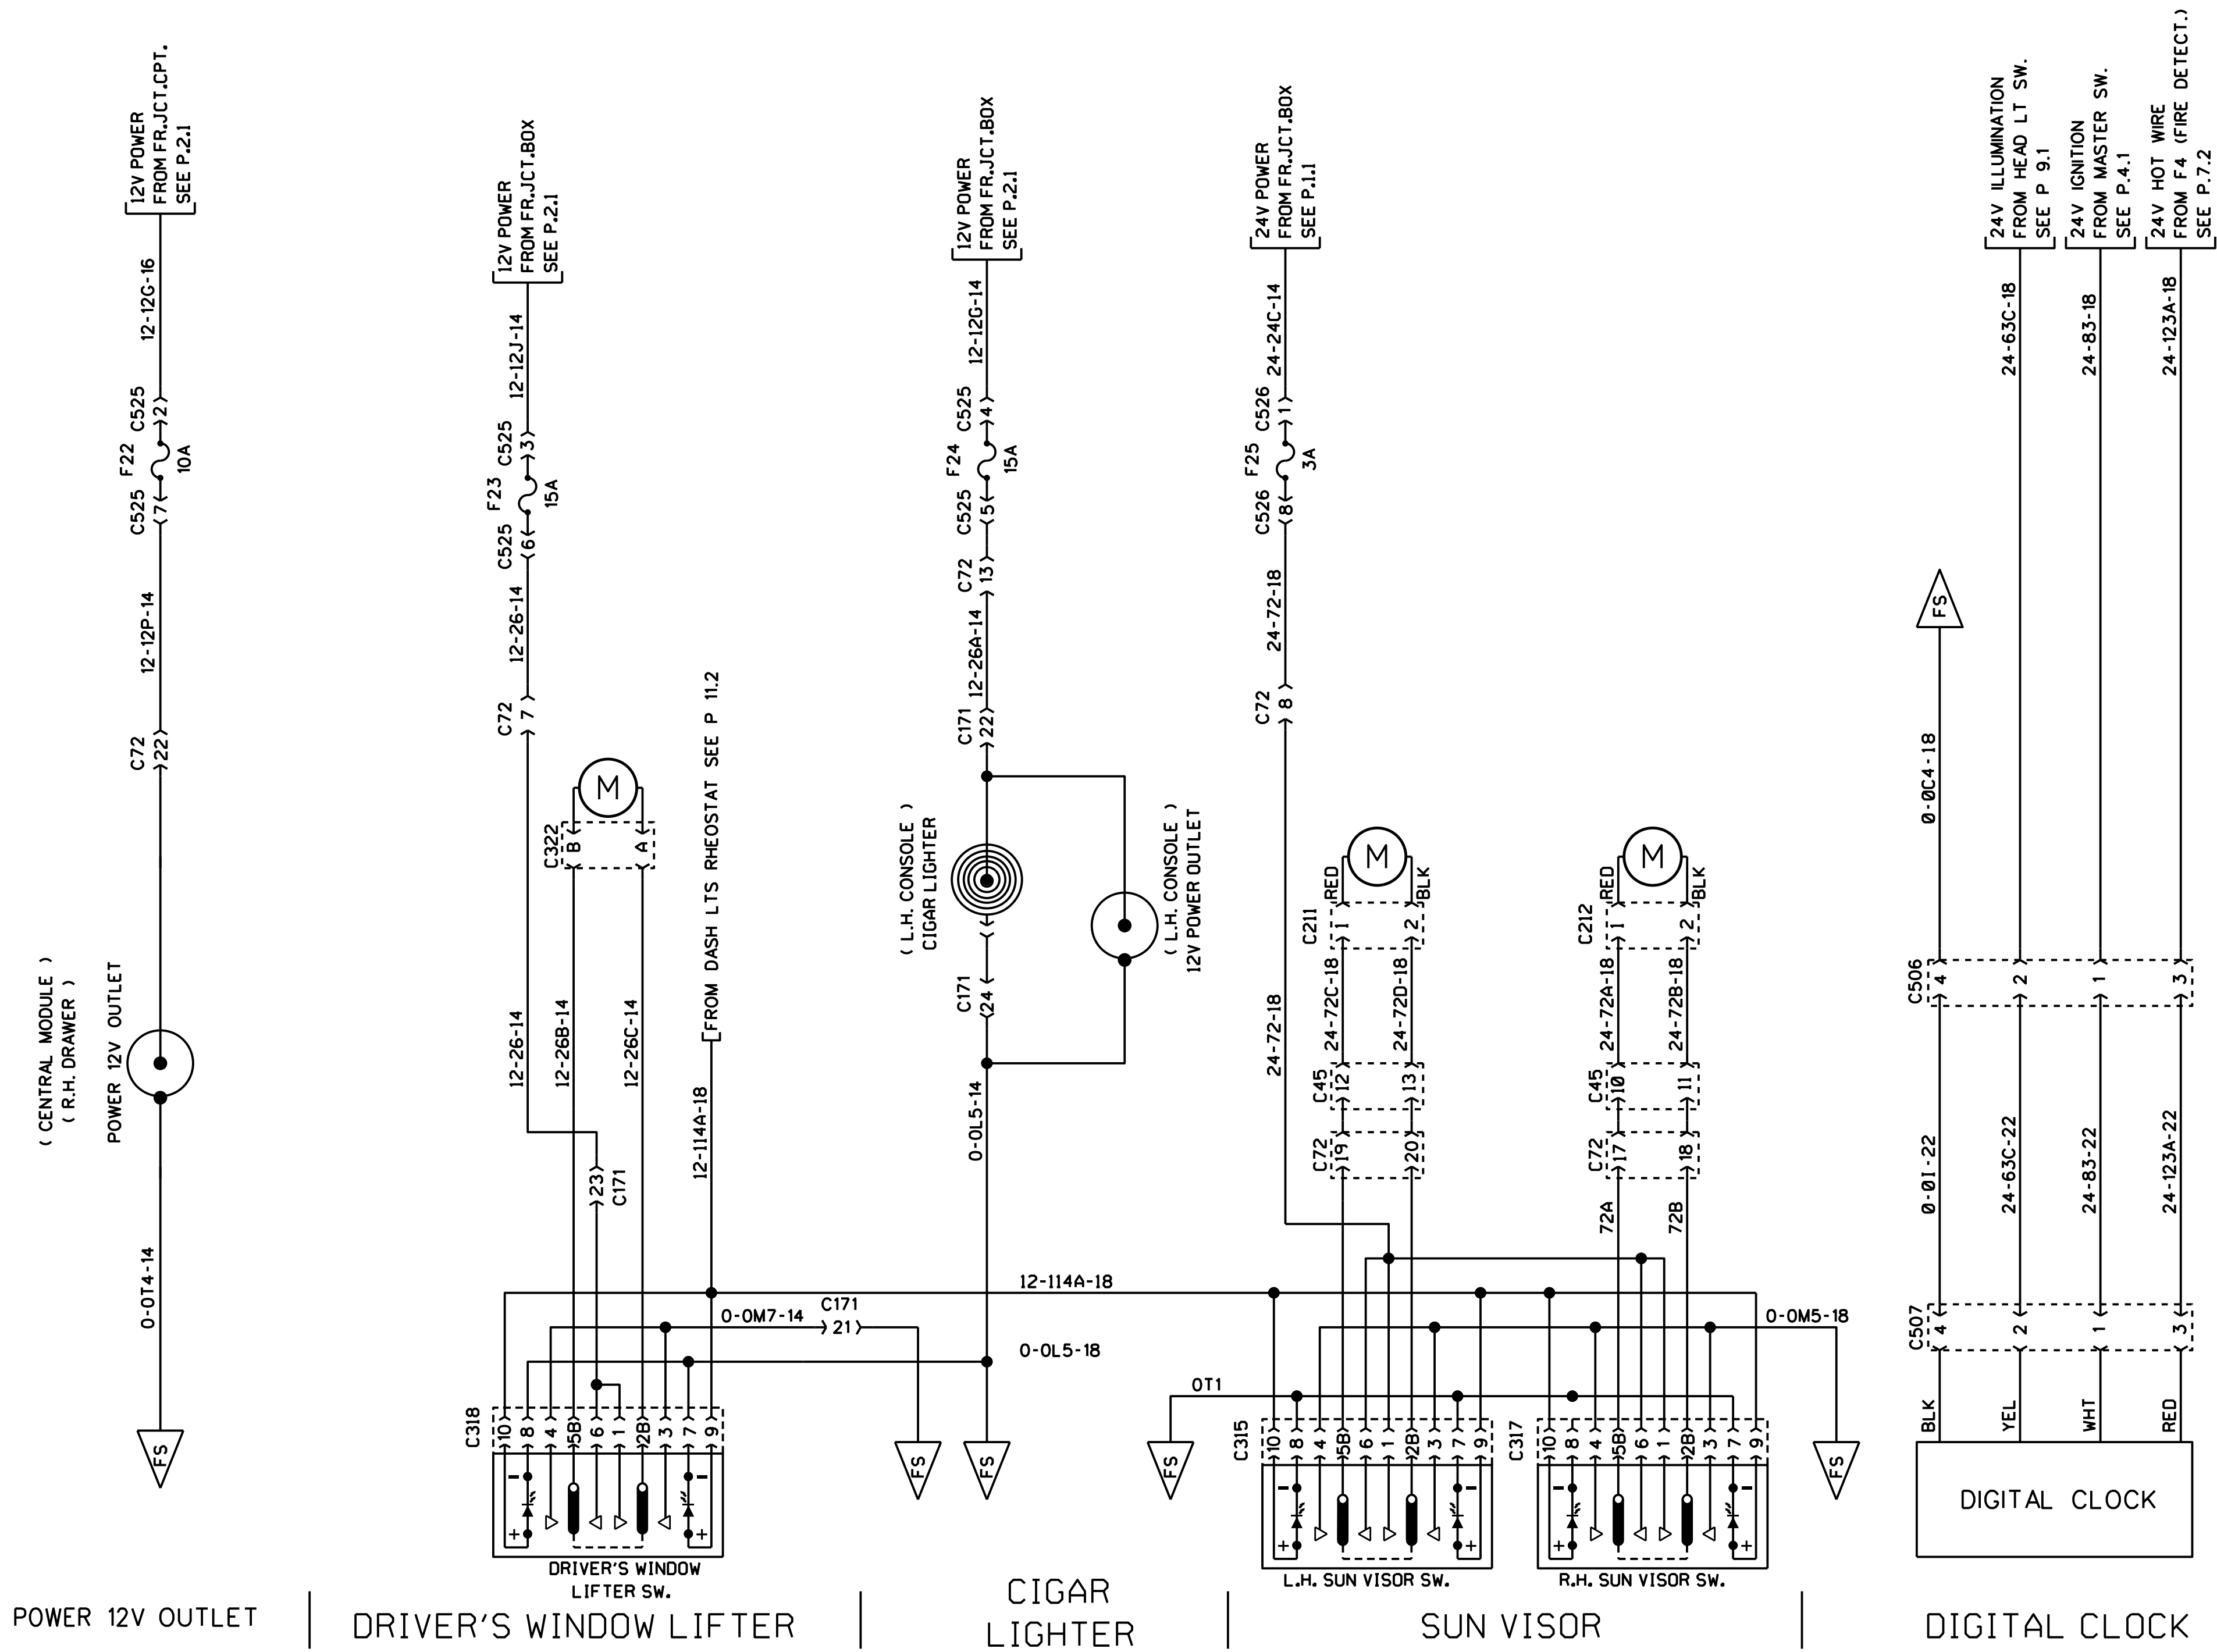 12V POWER
FROM FR.JCT.CPT.
SEE P.2.1
12-12G-16
C525
2
F22
10A
C525
7
12-12P-14
C72
22
( CENTRAL MODULE )
( R.H. DRAWER )
POWER 12V OUTLET
0-0T4-14
FS
POWER 12V OUTLET
12V POWER
FROM FR.JCT.BOX
SEE P.2.1
12-12J-14
C525
3
F23
15A
C525
6
12-26-14
C72
7
M
C322
B
A
12-26-14
12-26B-14
12-26C-14
FROM DASH LTS RHEOSTAT SEE P 11.2
12-114A-18
23
C171
12-114A-18
0-0M7-14
C171
21
0-0L5-18
FS
C318
10 8 4 5B 6 1 2B 3 7 9
- -
+ +
DRIVER'S WINDOW
LIFTER SW.
DRIVER'S WINDOW LIFTER
12V POWER
FROM FR.JCT.BOX
SEE P.2.1
12-12G-14
C525
4
F24
15A
C525
5
C72
13
12-26A-14
C171
22
( L.H. CONSOLE )
CIGAR LIGHTER
( L.H. CONSOLE )
12V POWER OUTLET
C171
24
0-0L5-14
FS
CIGAR
LIGHTER
24V POWER
FROM FR.JCT.BOX
SEE P.1.1
24-24C-14
C526
1
F25
3A
C526
8
24-72-18
C72
8
24-72-18
M
RED
BLK
C211
1
2
24-72C-18
24-72D-18
C45
12
13
C72
19
20
M
RED
BLK
C212
1
2
24-72A-18
24-72B-18
C45
10
11
C72
17
18
72A
72B
0-0M5-18
0T1
FS
FS
C315
10 8 4 5B 6 1 2B 3 7 9
- -
+ +
L.H. SUN VISOR SW.
C317
10 8 4 5B 6 1 2B 3 7 9
- -
+ +
R.H. SUN VISOR SW.
SUN VISOR
24V ILLUMINATION
FROM HEAD LT SW.
SEE P 9.1
24V IGNITION
FROM MASTER SW.
SEE P.4.1
24V HOT WIRE
FROM F4 (FIRE DETECT.)
SEE P.7.2
24-63C-18
24-83-18
24-123A-18
FS
0-0C4-18
C506
4 2 1 3
0-0I-22
24-63C-22
24-83-22
24-123A-22
C507
4 2 1 3
BLK
YEL
WHT
RED
DIGITAL CLOCK
DIGITAL CLOCK